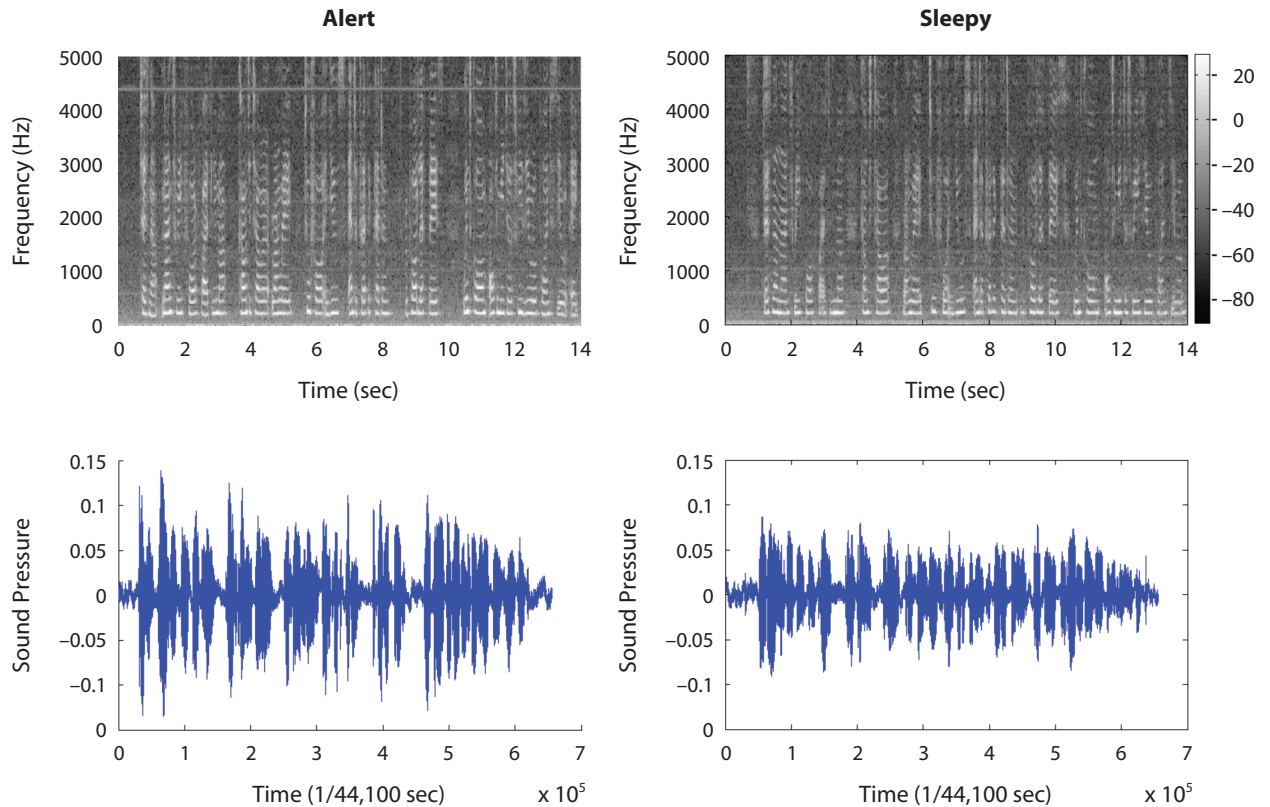 Alert
Sleepy
5000
4000
3000
2000
1000
0
Frequency (Hz)
0 2 4 6 8 10 12 14
Time (sec)
5000
4000
3000
2000
1000
0
Frequency (Hz)
0 2 4 6 8 10 12 14
Time (sec)
20
0
−20
−40
−60
−80
0.15
0.1
0.05
0
−0.05
−0.1
0
Sound Pressure
0 1 2 3 4 5 6 7
Time (1/44,100 sec) x 10⁵
0.15
0.1
0.05
0
−0.05
−0.1
0
Sound Pressure
0 1 2 3 4 5 6 7
Time (1/44,100 sec) x 10⁵